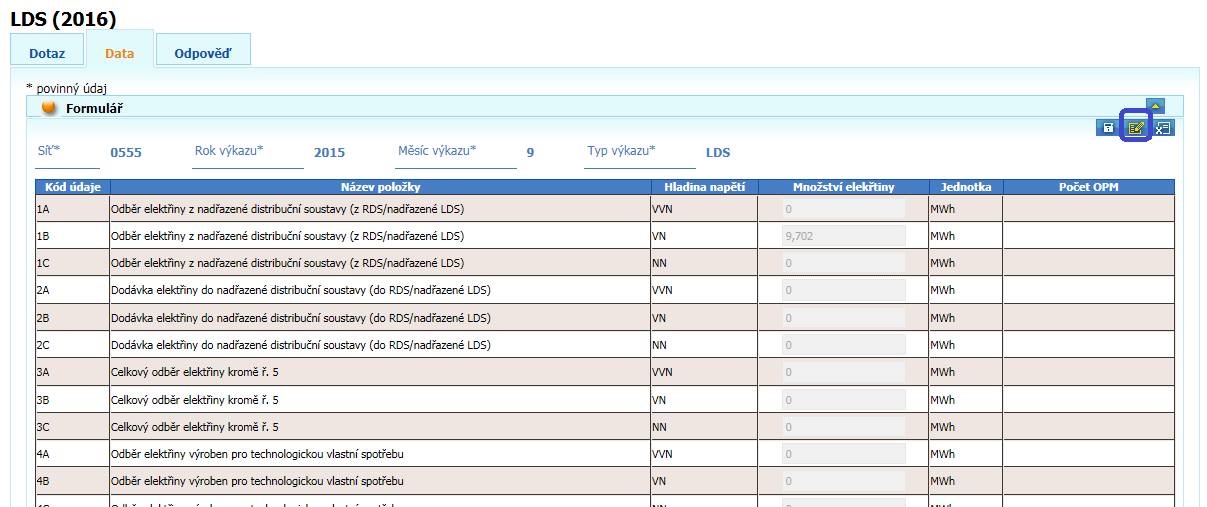 LDS (2016)
Dotaz Data Odpověď
* povinný údaj
Formulář
Síť* 0555 Rok výkazu* 2015 Měsíc výkazu* 9 Typ výkazu* LDS
Kód údaje Název položky Hladina napětí Množství elekřtiny Jednotka Počet OPM
1A Odběr elektřiny z nadřazené distribuční soustavy (z RDS/nadřazené LDS) VVN 0 MWh
1B Odběr elektřiny z nadřazené distribuční soustavy (z RDS/nadřazené LDS) VN 9,702 MWh
1C Odběr elektřiny z nadřazené distribuční soustavy (z RDS/nadřazené LDS) NN 0 MWh
2A Dodávka elektřiny do nadřazené distribuční soustavy (do RDS/nadřazené LDS) VVN 0 MWh
2B Dodávka elektřiny do nadřazené distribuční soustavy (do RDS/nadřazené LDS) VN 0 MWh
2C Dodávka elektřiny do nadřazené distribuční soustavy (do RDS/nadřazené LDS) NN 0 MWh
3A Celkový odběr elektřiny kromě ř. 5 VVN 0 MWh
3B Celkový odběr elektřiny kromě ř. 5 VN 0 MWh
3C Celkový odběr elektřiny kromě ř. 5 NN 0 MWh
4A Odběr elektřiny výroben pro technologickou vlastní spotřebu VVN 0 MWh
4B Odběr elektřiny výroben pro technologickou vlastní spotřebu VN 0 MWh